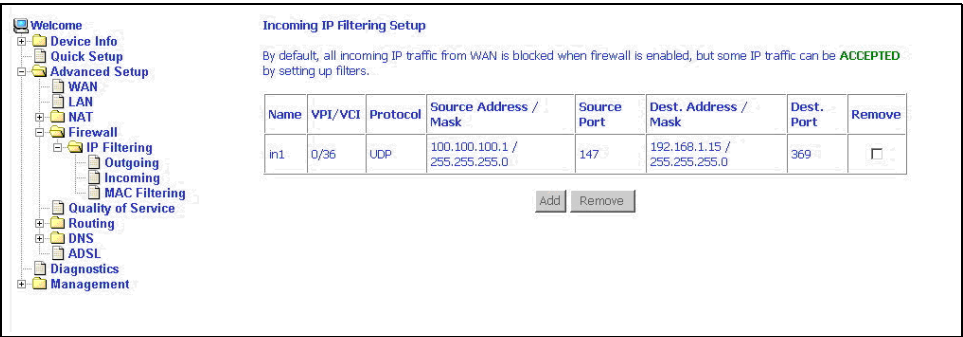 Welcome
Device Info
Quick Setup
Advanced Setup
WAN
LAN
NAT
Firewall
IP Filtering
Outgoing
Incoming
MAC Filtering
Quality of Service
Routing
DNS
ADSL
Diagnostics
Management
Incoming IP Filtering Setup
By default, all incoming IP traffic from WAN is blocked when firewall is enabled, but some IP traffic can be ACCEPTED
by setting up filters.
Name VPI/VCI Protocol Source Address / Mask Source Port Dest. Address / Mask Dest. Port Remove
in1 0/36 UDP 100.100.100.1 / 255.255.255.0 147 192.168.1.15 / 255.255.255.0 369
Add Remove